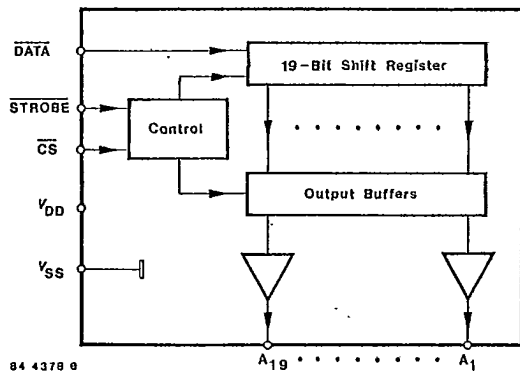 DATA
19-Bit Shift Register
STROBE
Control
CS
Output Buffers
VDD
VSS
84 4378 e
A19 . . . . . . . A1